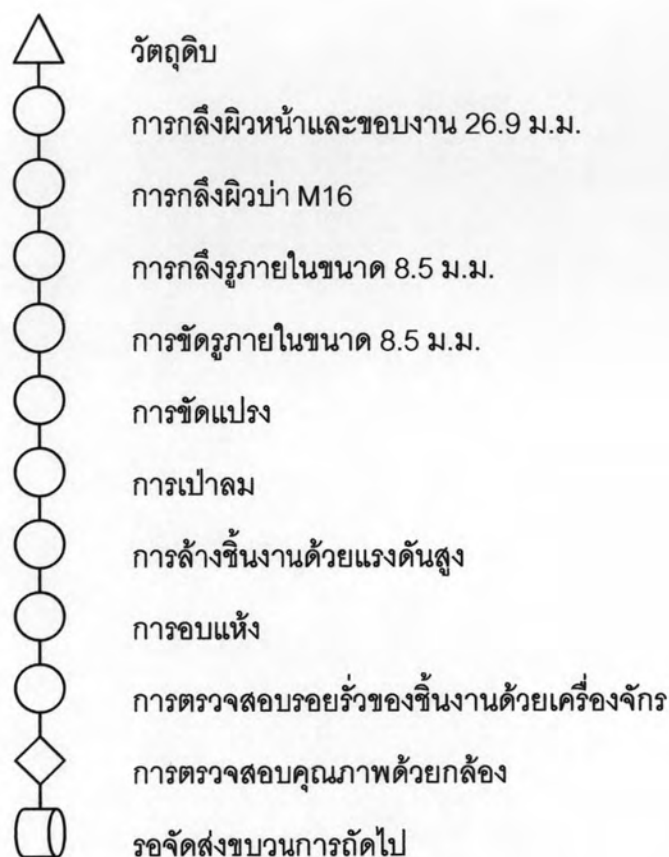 วัตถุดิบ
การกลึงผิวหน้าและขอบงาน 26.9 ม.ม.
การกลึงผิวบ่า M16
การกลึงรูภายในขนาด 8.5 ม.ม.
การขัดรูภายในขนาด 8.5 ม.ม.
การขัดแปรง
การเป่าลม
การล้างชิ้นงานด้วยแรงดันสูง
การอบแห้ง
การตรวจสอบรอยรั่วของชิ้นงานด้วยเครื่องจักร
การตรวจสอบคุณภาพด้วยกล้อง
รอจัดส่งขบวนการถัดไป